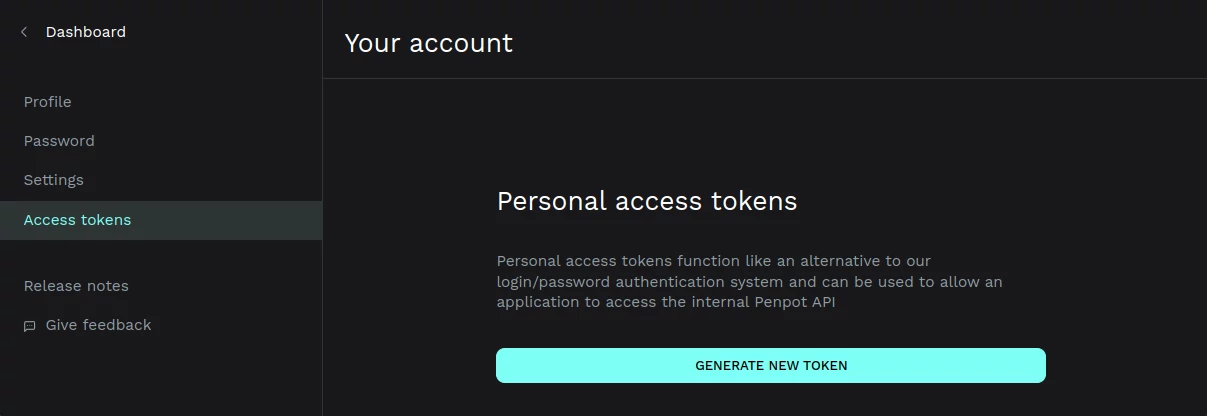 Dashboard
Profile
Password
Settings
Access tokens
Release notes
Give feedback
Your account
Personal access tokens
Personal access tokens function like an alternative to our
login/password authentication system and can be used to allow an
application to access the internal Penpot API
GENERATE NEW TOKEN